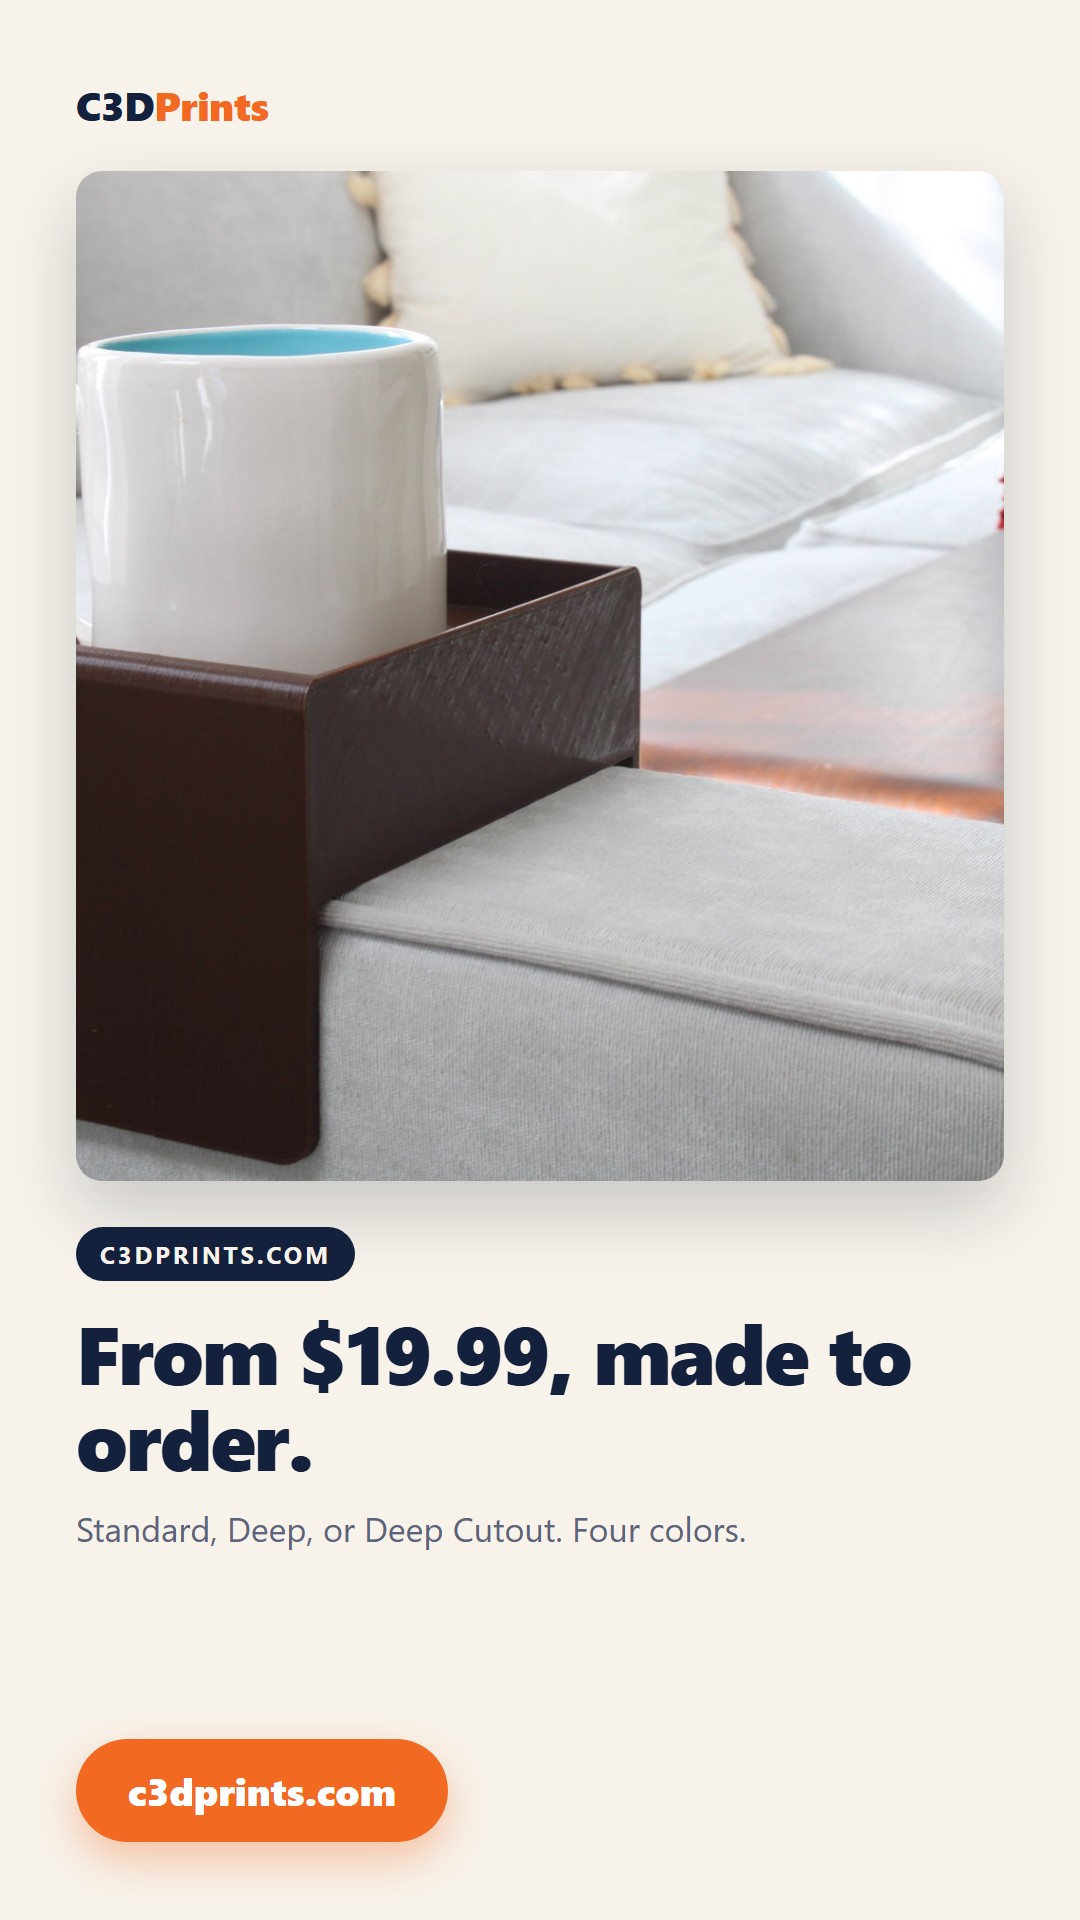 C3DPrints
C3DPRINTS.COM
From $19.99, made to
order.
Standard, Deep, or Deep Cutout. Four colors.
c3dprints.com